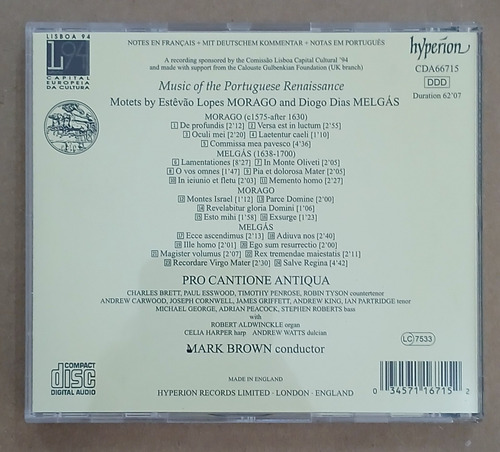 LISBOA 94
L94
CAPITAL
EUROPEIA
DA CULTURA
NOTES EN FRANÇAIS + MIT DEUTSCHEM KOMMENTAR + NOTAS EM PORTUGUÊS
A recording sponsored by the Comissão Lisboa Capital Cultural '94
and made with support from the Calouste Gulbenkian Foundation (UK branch)
hyperion
CDA66715
DDD
Duration 62'07
Music of the Portuguese Renaissance
Motets by Estêvão Lopes MORAGO and Diogo Dias MELGÁS
MORAGO (c1575-after 1630)
1 De profundis [2'12] 2 Versa est in luctum [2'55]
3 Oculi mei [2'20] 4 Laetentur caeli [1'10]
5 Commissa mea pavesco [4'36]
MELGÁS (1638-1700)
6 Lamentationes [8'27] 7 In Monte Oliveti [2'05]
8 O vos omnes [1'47] 9 Pia et dolorosa Mater [2'05]
10 In ieiunio et fletu [2'03] 11 Memento homo [2'27]
MORAGO
12 Montes Israel [1'12] 13 Parce Domine [2'00]
14 Revelabitur gloria Domini [1'06]
15 Esto mihi [1'58] 16 Exsurge [1'23]
MELGÁS
17 Ecce ascendimus [2'13] 18 Adiuva nos [2'40]
19 Ille homo [2'01] 20 Ego sum resurrectio [2'00]
21 Magister volumus [2'07] 22 Rex tremendae maiestatis [2'11]
23 Recordare Virgo Mater [2'30] 24 Salve Regina [4'42]
PRO CANTIONE ANTIQUA
CHARLES BRETT, PAUL ESSWOOD, TIMOTHY PENROSE, ROBIN TYSON countertenor
ANDREW CARWOOD, JOSEPH CORNWELL, JAMES GRIFFETT, ANDREW KING, IAN PARTRIDGE tenor
MICHAEL GEORGE, ADRIAN PEACOCK, STEPHEN ROBERTS bass
with
ROBERT ALDWINCKLE organ
CELIA HARPER harp ANDREW WATTS dulcian
MARK BROWN conductor
COMPACT
disc
DIGITAL AUDIO
MADE IN ENGLAND
HYPERION RECORDS LIMITED · LONDON · ENGLAND
LC 7533
0 34571 16715 2